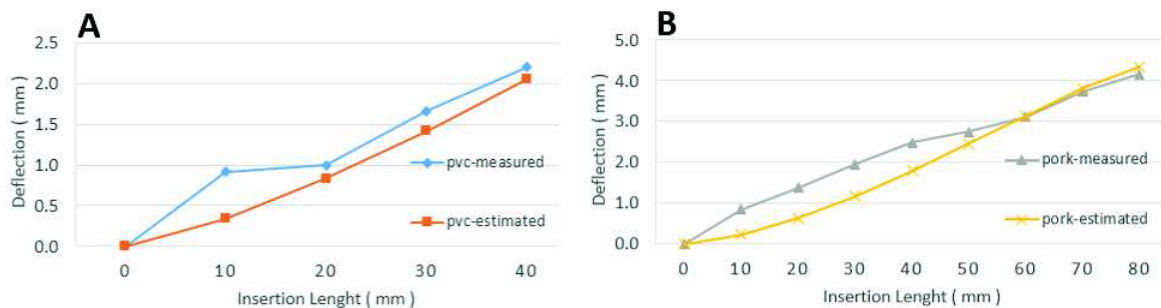 A
Deflection ( mm )
2.5
2.0
1.5
1.0
0.5
0.0
0 10 20 30 40
Insertion Lenght ( mm )
pvc-measured
pvc-estimated
B
Deflection ( mm )
5.0
4.0
3.0
2.0
1.0
0.0
0 10 20 30 40 50 60 70 80
Insertion Lenght ( mm )
pork-measured
pork-estimated